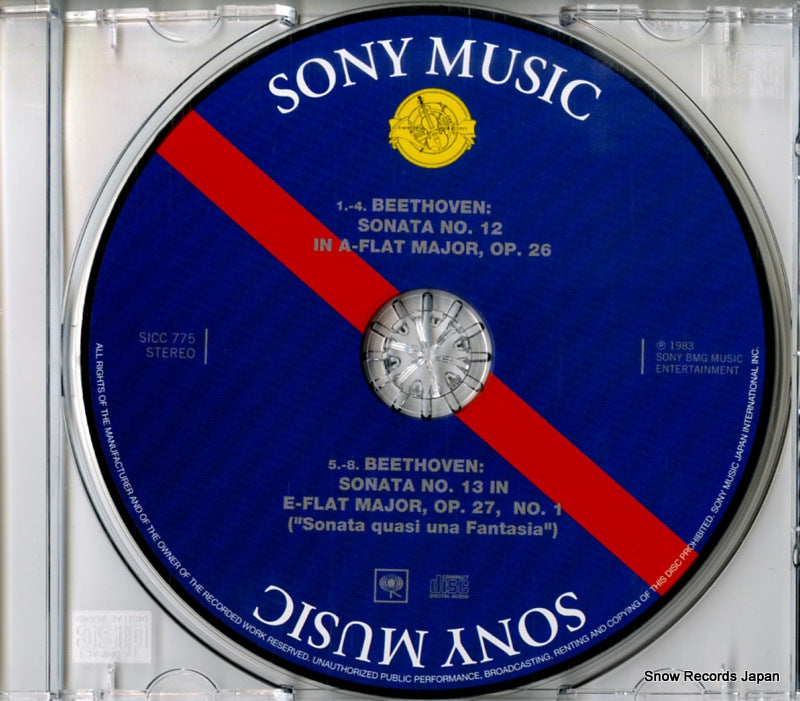 SONY MUSIC
1.-4. BEETHOVEN:
SONATA NO. 12
IN A-FLAT MAJOR, OP. 26
SICC 775
STEREO
℗ 1983
SONY BMG MUSIC
ENTERTAINMENT
5.-8. BEETHOVEN:
SONATA NO. 13 IN
E-FLAT MAJOR, OP. 27, NO. 1
("Sonata quasi una Fantasia")
COMPACT
disc
DIGITAL AUDIO
SONY MUSIC
ALL RIGHTS OF THE MANUFACTURER AND OF THE OWNER OF THE RECORDED WORK RESERVED. UNAUTHORIZED PUBLIC PERFORMANCE, BROADCASTING, RENTING AND COPYING OF THIS DISC PROHIBITED. SONY MUSIC JAPAN INTERNATIONAL INC.
Snow Records Japan